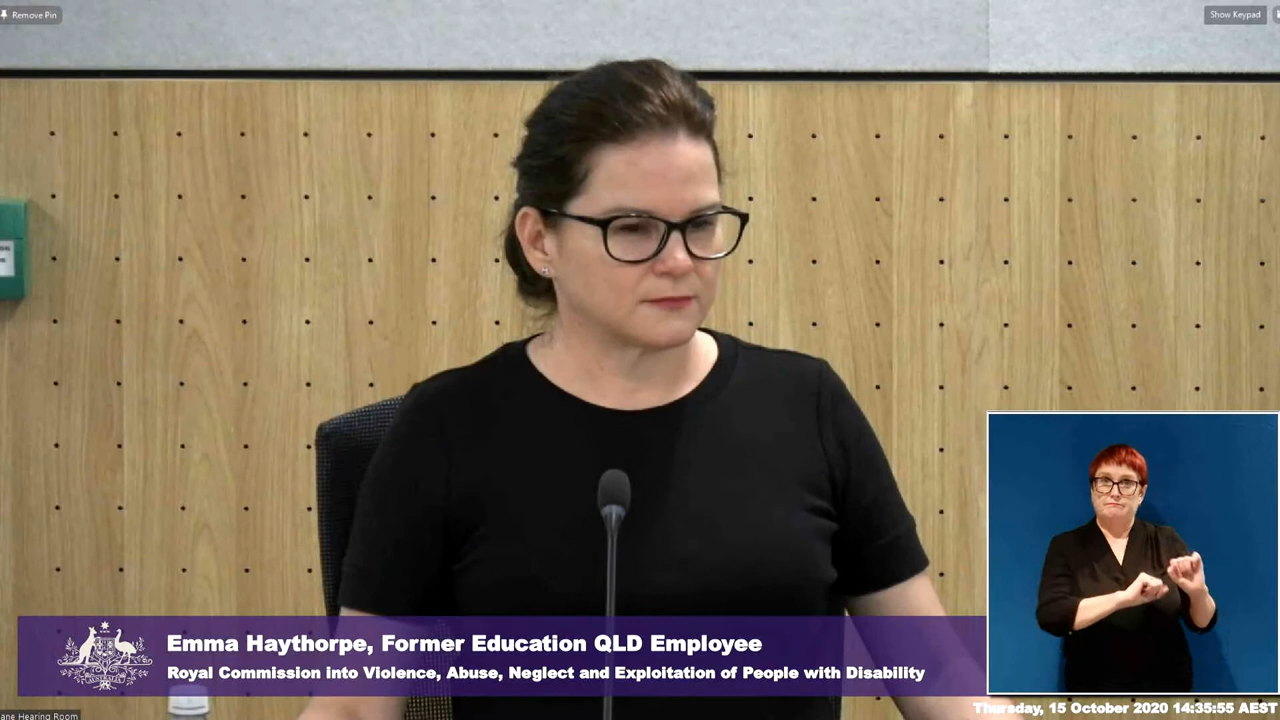 Remove Pin
Show Keypad
Emma Haythorpe, Former Education QLD Employee
Royal Commission into Violence, Abuse, Neglect and Exploitation of People with Disability
AUSTRALIA
Thursday, 15 October 2020 14:35:55 AEST
ane Hearing Room